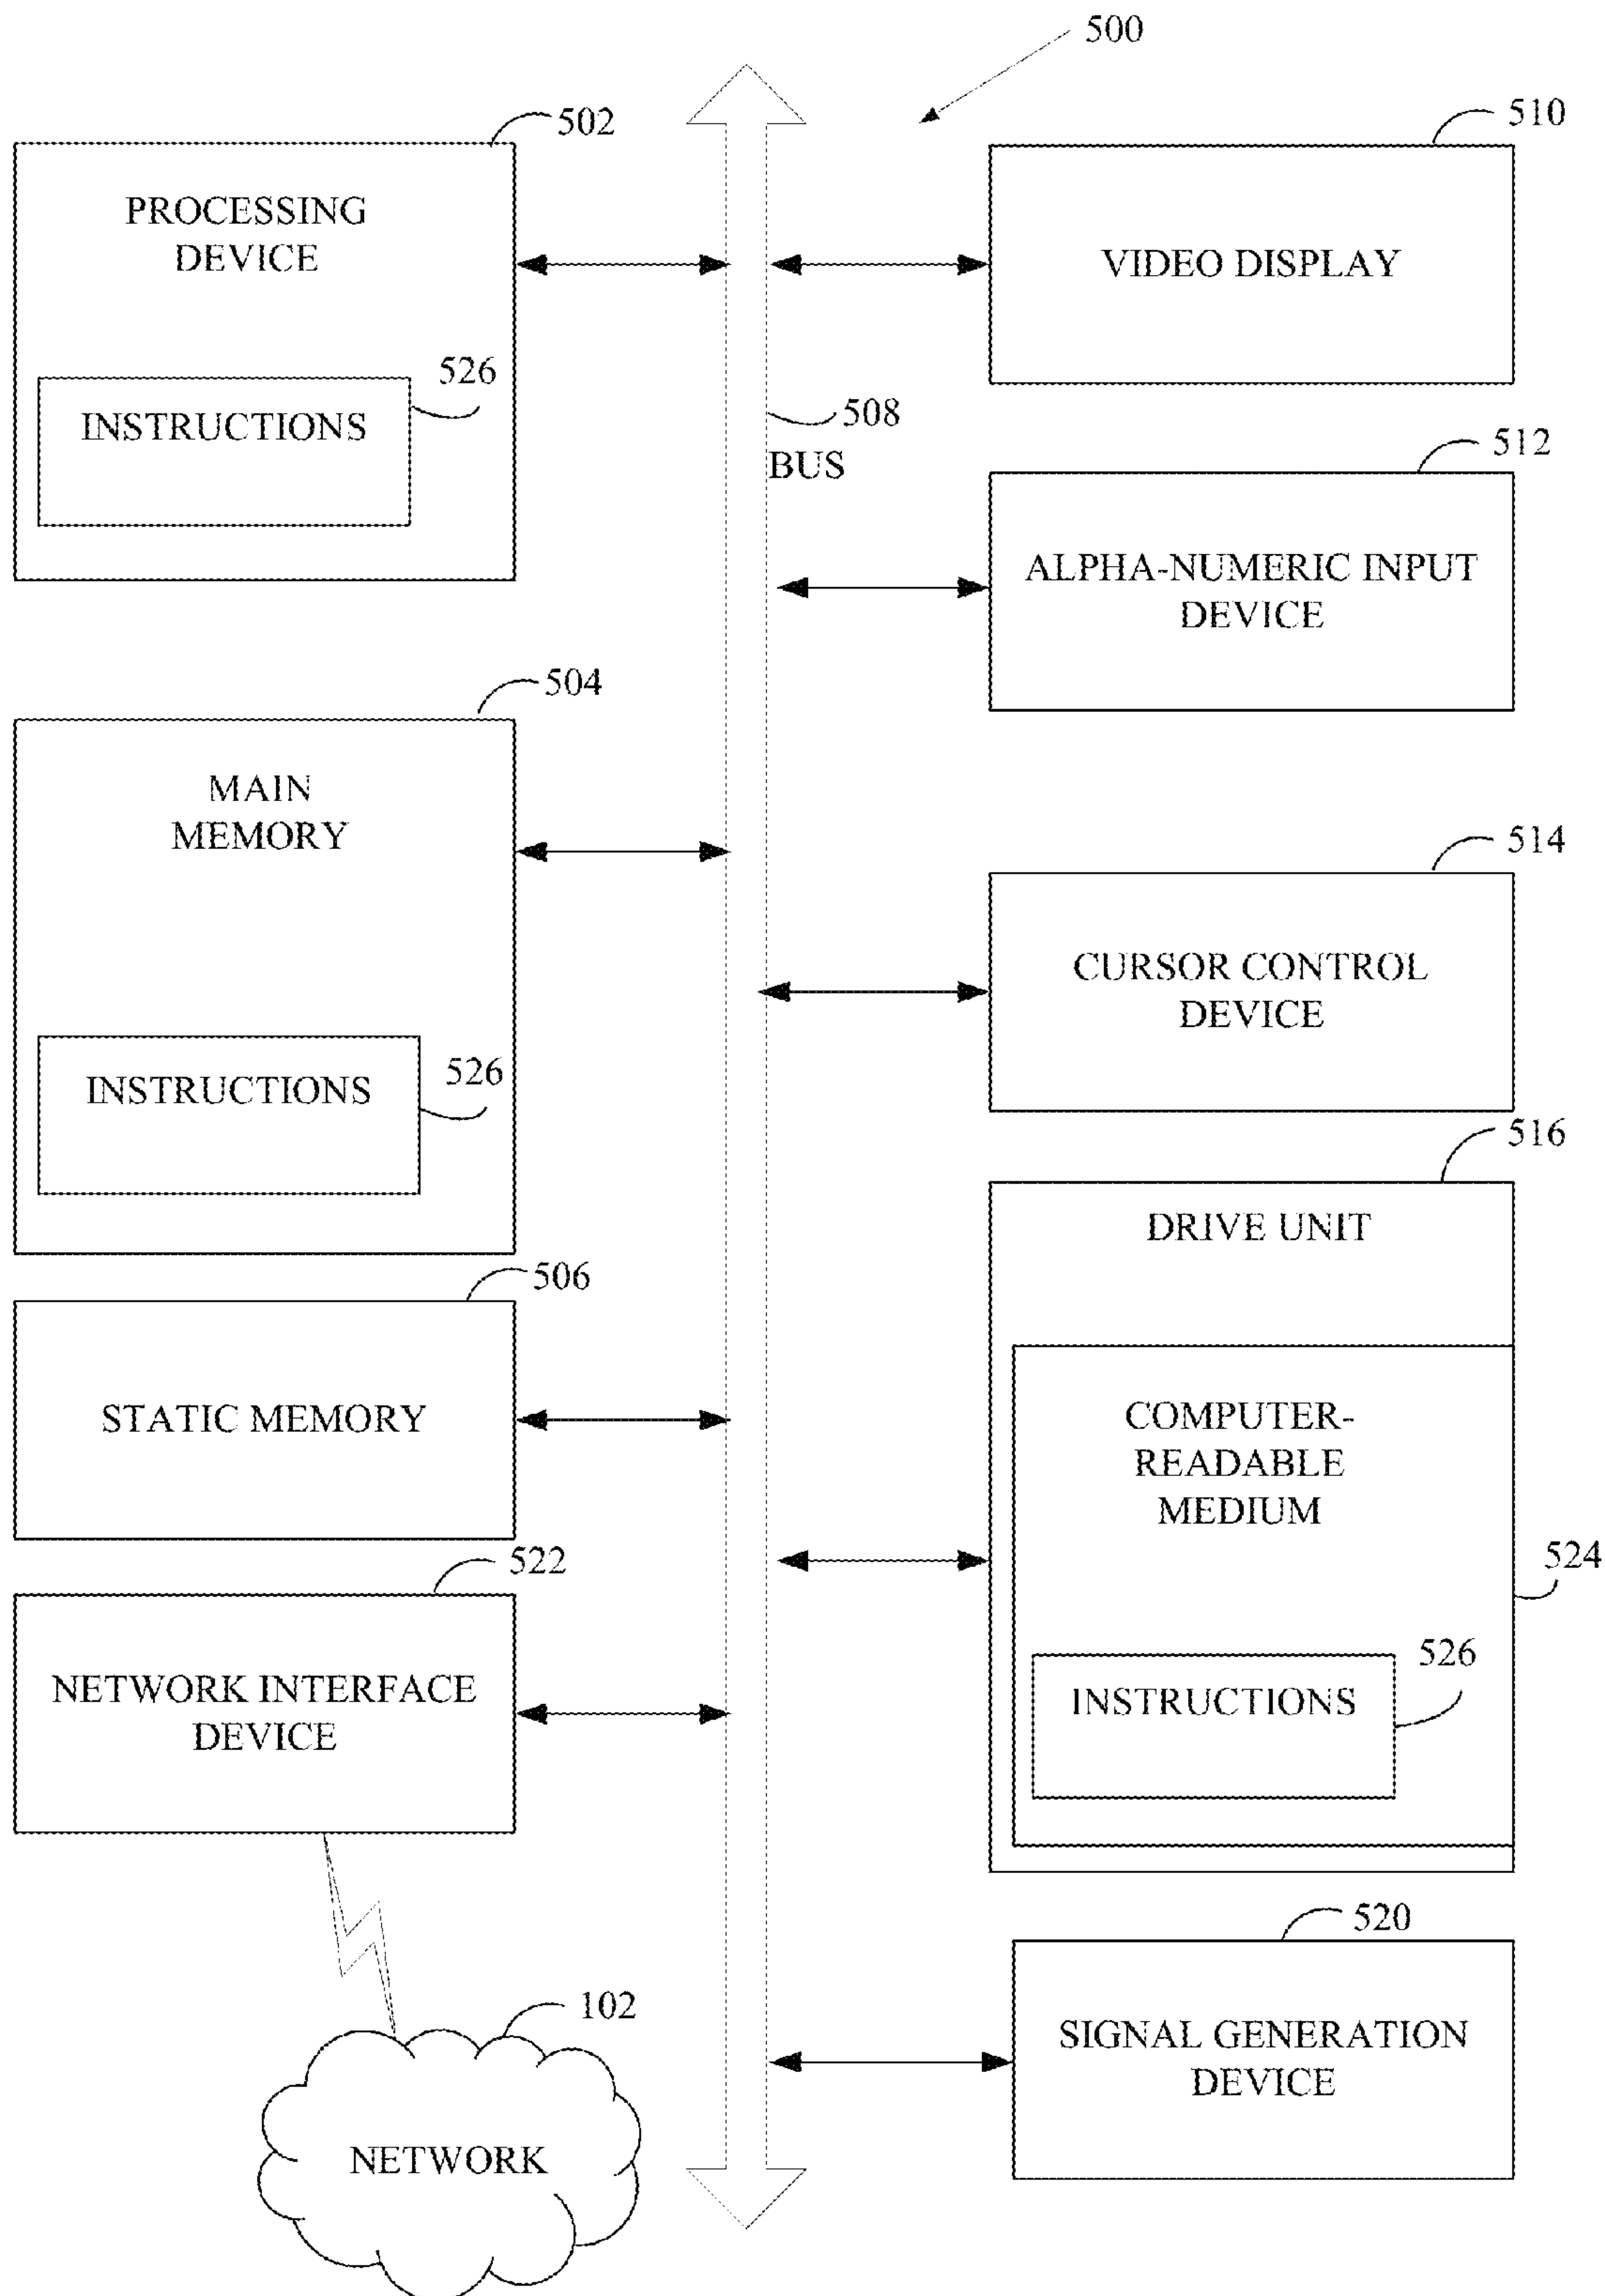 500
502
PROCESSING
DEVICE
526
INSTRUCTIONS
510
VIDEO DISPLAY
508
BUS
512
ALPHA-NUMERIC INPUT
DEVICE
504
MAIN
MEMORY
526
INSTRUCTIONS
514
CURSOR CONTROL
DEVICE
506
STATIC MEMORY
516
DRIVE UNIT
COMPUTER-
READABLE
MEDIUM
524
526
INSTRUCTIONS
522
NETWORK INTERFACE
DEVICE
102
NETWORK
520
SIGNAL GENERATION
DEVICE